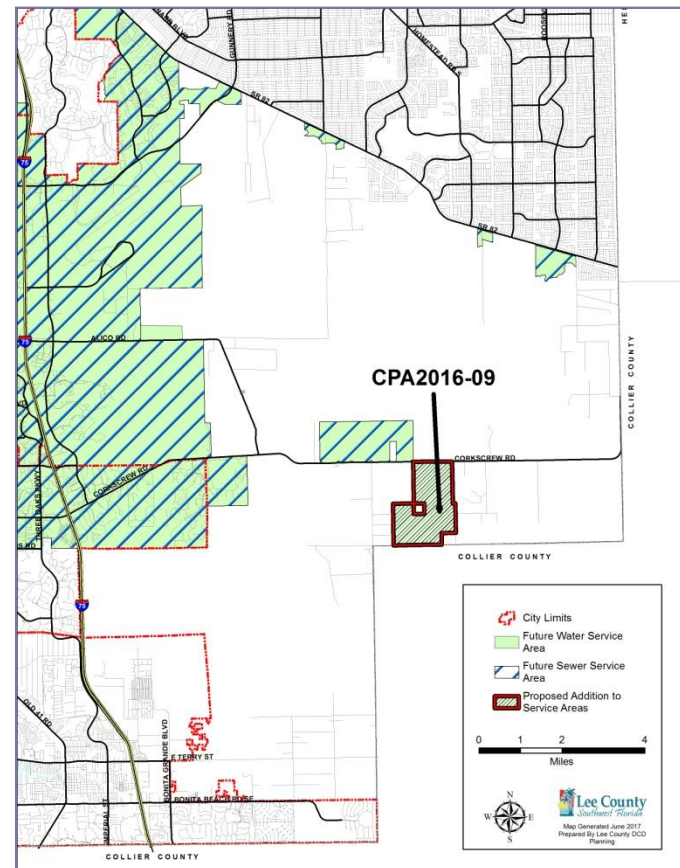 GUNNERY RD
HOMESTEAD RD S
SR 82
75
SR 82
ALICO RD
75
CPA2016-09
COLLIER COUNTY
CORKSCREW RD
CORKSCREW RD
THREE OAKS PKWY
COLLIER COUNTY
75
OLD 41 RD
BONITA GRANDE BLVD
E TERRY ST
BONITA BEACH RD SE
IMPERIAL ST
COLLIER COUNTY
City Limits
Future Water Service
Area
Future Sewer Service
Area
Proposed Addition to
Service Areas
0 1 2 4
Miles
N
W E
S
Lee County
Southwest Florida
Map Generated June 2017
Prepared By Lee County DCD
Planning